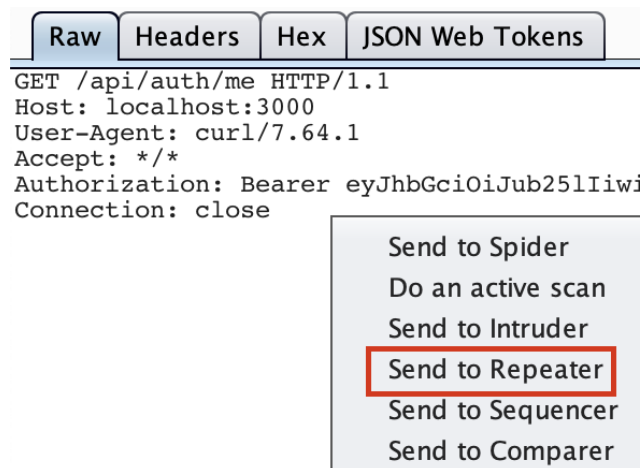 Raw Headers Hex JSON Web Tokens
GET /api/auth/me HTTP/1.1
Host: localhost:3000
User-Agent: curl/7.64.1
Accept: */*
Authorization: Bearer eyJhbGciOiJub25lIiwi
Connection: close
Send to Spider
Do an active scan
Send to Intruder
Send to Repeater
Send to Sequencer
Send to Comparer